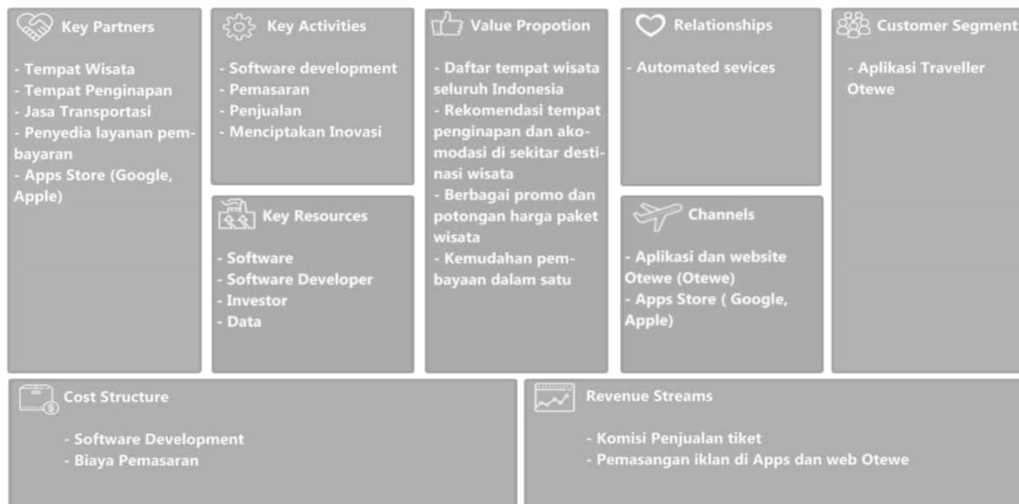 Key Partners
- Tempat Wisata
- Tempat Penginapan
- Jasa Transportasi
- Penyedia layanan pem-
bayaran
- Apps Store (Google,
Apple)
Key Activities
- Software development
- Pemasaran
- Penjualan
- Menciptakan Inovasi
Key Resources
- Software
- Software Developer
- Investor
- Data
Value Propotion
- Daftar tempat wisata
seluruh Indonesia
- Rekomendasi tempat
penginapan dan ako-
modasi di sekitar desti-
nasi wisata
- Berbagai promo dan
potongan harga paket
wisata
- Kemudahan pem-
bayaan dalam satu
Relationships
- Automated sevices
Channels
- Aplikasi dan website
Otewe (Otewe)
- Apps Store ( Google,
Apple)
Customer Segment
- Aplikasi Traveller
Otewe
Cost Structure
- Software Development
- Biaya Pemasaran
Revenue Streams
- Komisi Penjualan tiket
- Pemasangan iklan di Apps dan web Otewe